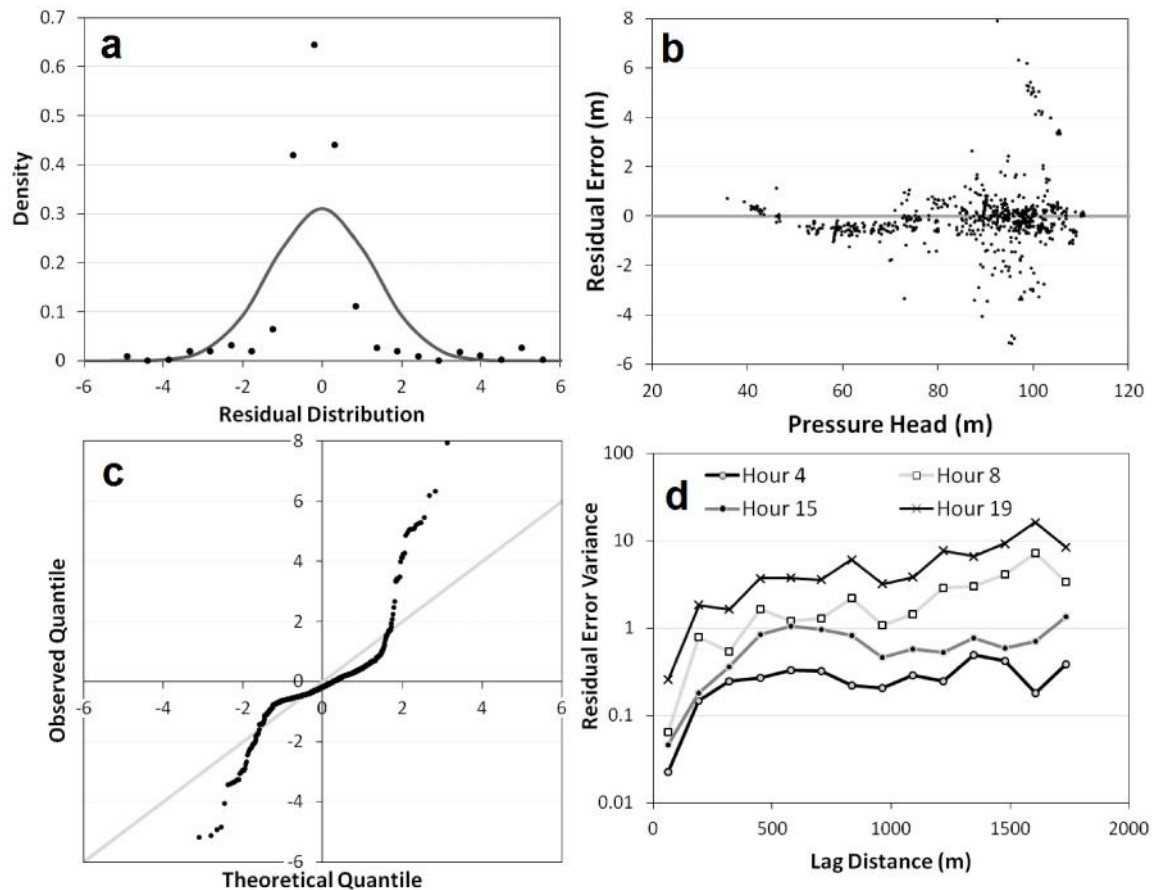 a
0.7
0.6
0.5
0.4
0.3
0.2
0.1
0
Density
-6 -4 -2 0 2 4 6
Residual Distribution
b
8
6
4
2
0
-2
-4
-6
Residual Error (m)
20 40 60 80 100 120
Pressure Head (m)
c
8
6
4
2
0
-2
-4
-6
Observed Quantile
-6 -4 -2 0 2 4 6
Theoretical Quantile
d
Hour 4 Hour 8
Hour 15 Hour 19
100
10
1
0.1
0.01
Residual Error Variance
0 500 1000 1500 2000
Lag Distance (m)